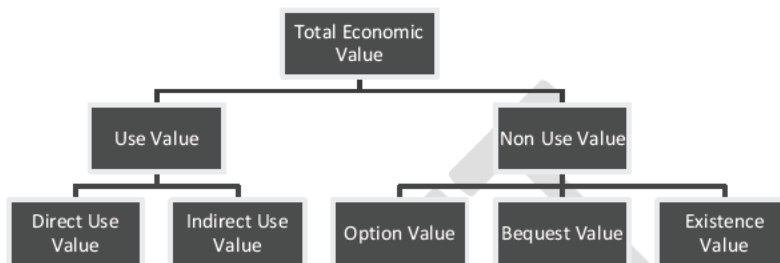 Total Economic
Value
Use Value
Non Use Value
Direct Use
Value
Indirect Use
Value
Option Value
Bequest Value
Existence
Value